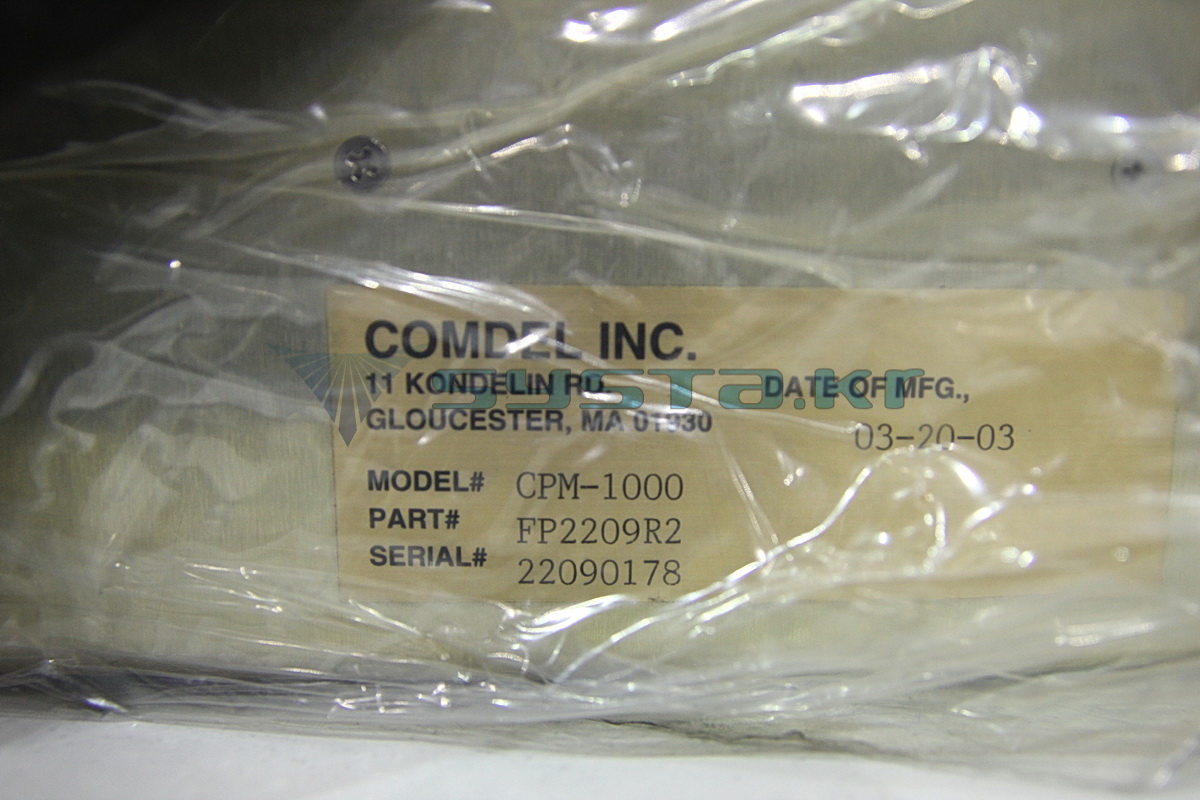 COMDEL INC.
11 KONDELIN RD.
GLOUCESTER, MA 01930
DATE OF MFG.,
03-20-03
MODEL# CPM-1000
PART# FP2209R2
SERIAL# 22090178
systa.kr